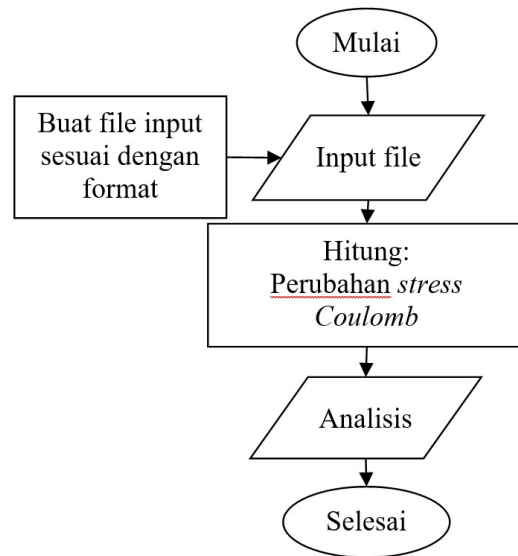 Mulai
Buat file input
sesuai dengan
format
Input file
Hitung:
Perubahan stress
Coulomb
Analisis
Selesai